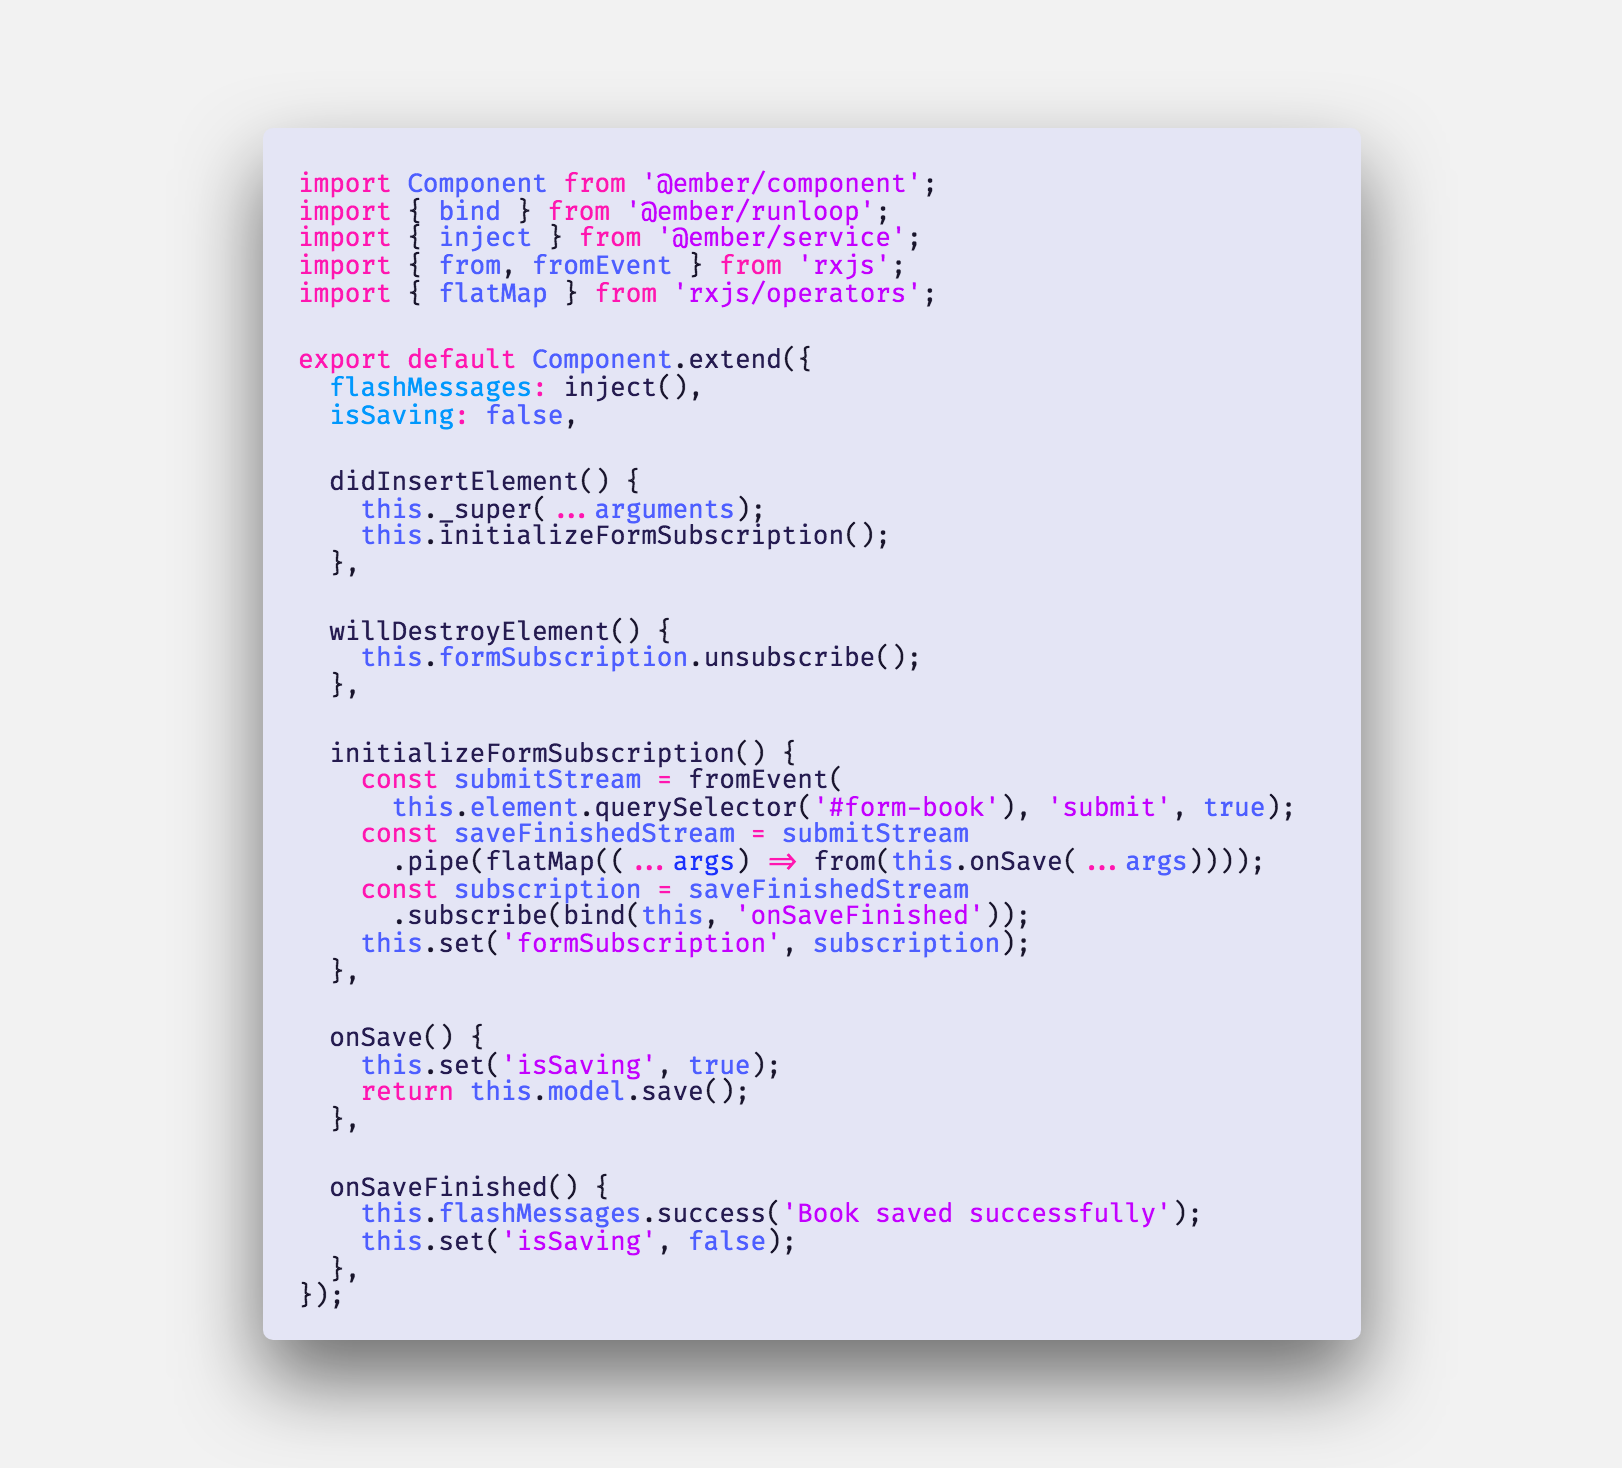 import Component from '@ember/component';
import { bind } from '@ember/runloop';
import { inject } from '@ember/service';
import { from, fromEvent } from 'rxjs';
import { flatMap } from 'rxjs/operators';

export default Component.extend({
  flashMessages: inject(),
  isSaving: false,

  didInsertElement() {
    this._super(...arguments);
    this.initializeFormSubscription();
  },

  willDestroyElement() {
    this.formSubscription.unsubscribe();
  },

  initializeFormSubscription() {
    const submitStream = fromEvent(
      this.element.querySelector('#form-book'), 'submit', true);
    const saveFinishedStream = submitStream
      .pipe(flatMap((...args) => from(this.onSave(...args))));
    const subscription = saveFinishedStream
      .subscribe(bind(this, 'onSaveFinished'));
    this.set('formSubscription', subscription);
  },

  onSave() {
    this.set('isSaving', true);
    return this.model.save();
  },

  onSaveFinished() {
    this.flashMessages.success('Book saved successfully');
    this.set('isSaving', false);
  },
});